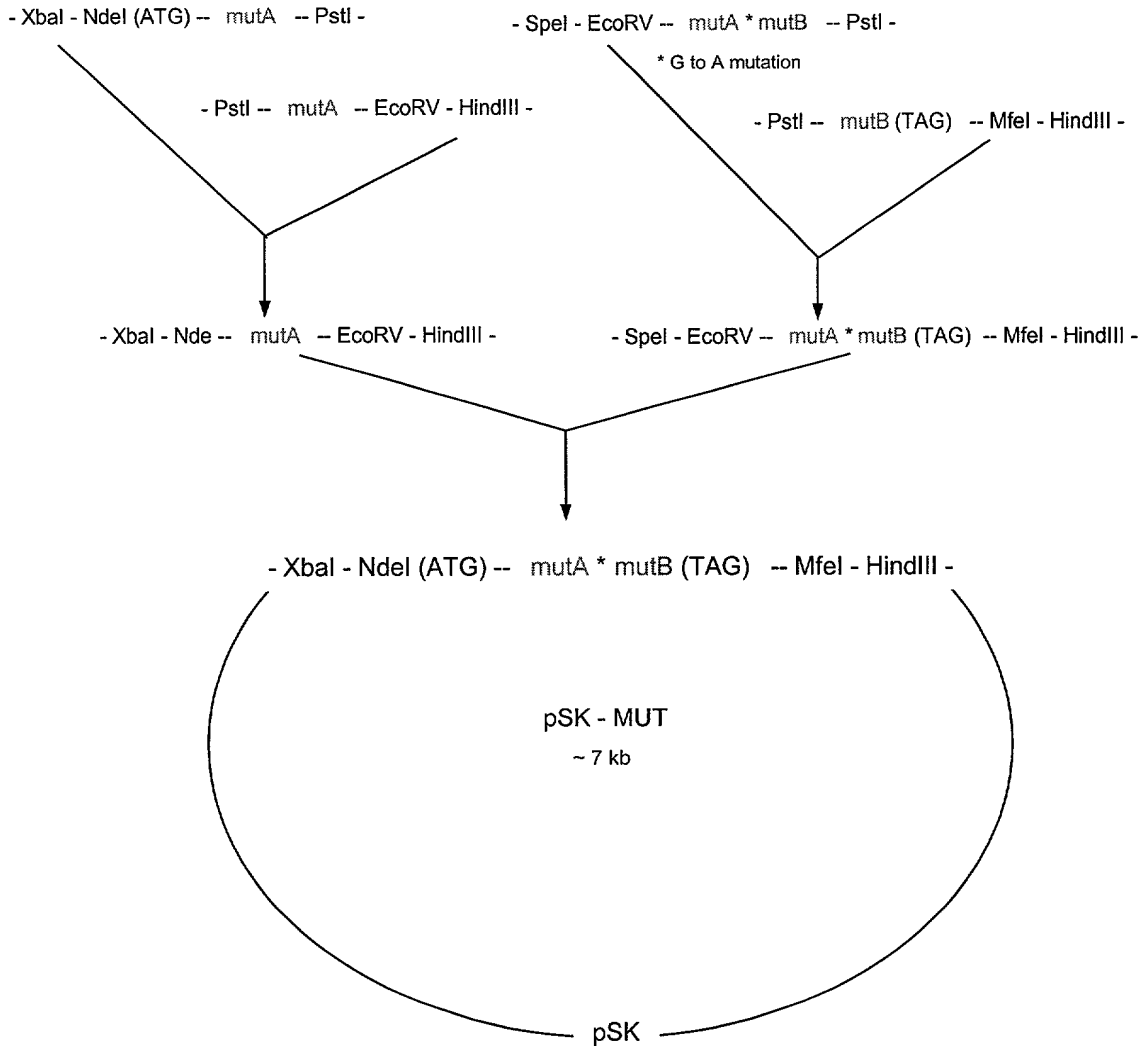 - XbaI - NdeI (ATG) -- mutA -- PstI -
- SpeI - EcoRV -- mutA * mutB -- PstI -
* G to A mutation
- PstI -- mutA -- EcoRV - HindIII -
- PstI -- mutB (TAG) -- MfeI - HindIII -
- XbaI - Nde -- mutA -- EcoRV - HindIII -
- SpeI - EcoRV -- mutA * mutB (TAG) -- MfeI - HindIII -
- XbaI - NdeI (ATG) -- mutA * mutB (TAG) -- MfeI - HindIII -
pSK - MUT
~ 7 kb
pSK